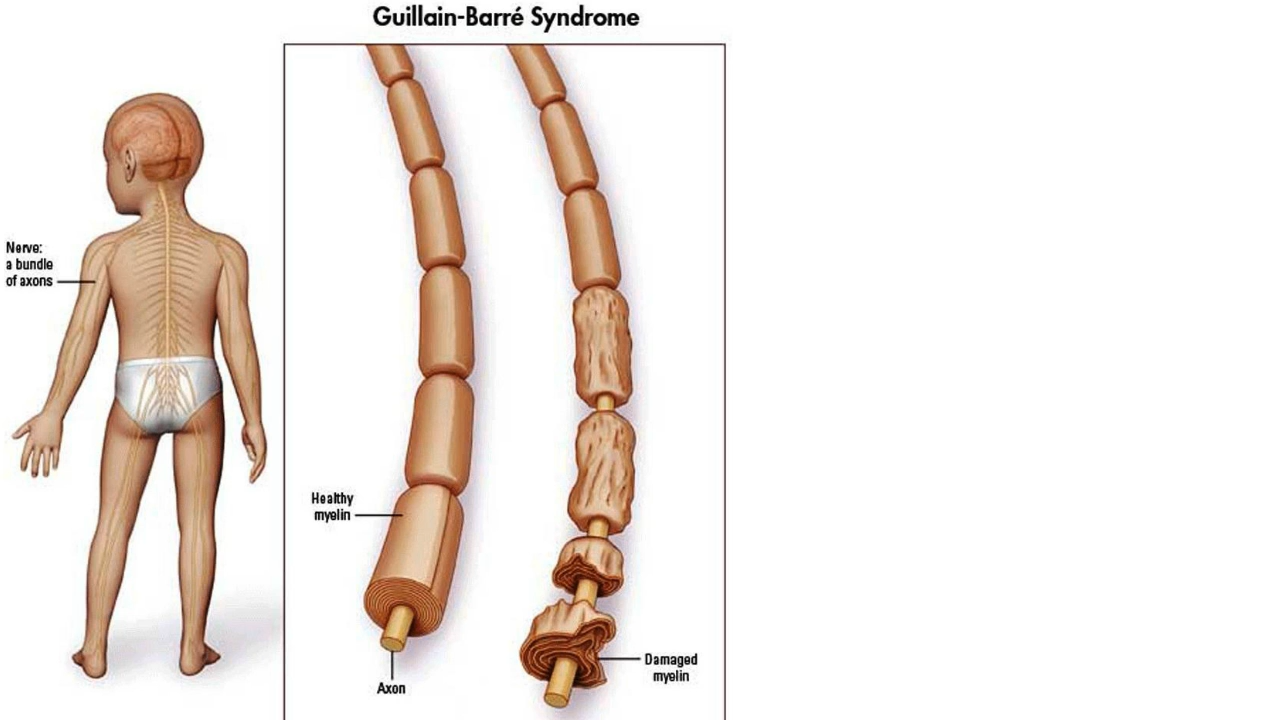 Guillain-Barré Syndrome
Nerve:
a bundle
of axons
Healthy
myelin
Axon
Damaged
myelin